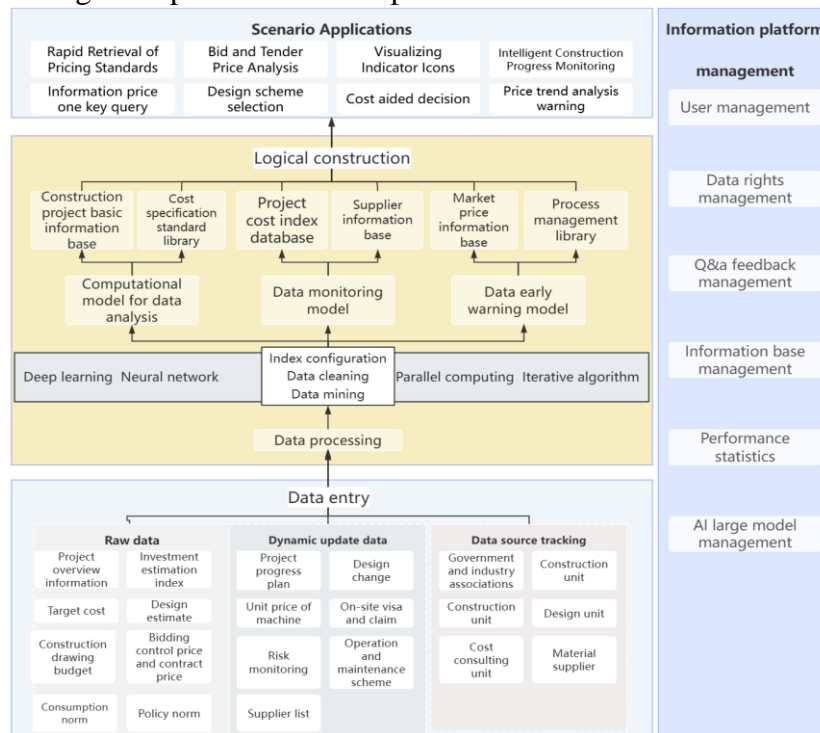 Scenario Applications
Rapid Retrieval of
Pricing Standards
Bid and Tender
Price Analysis
Visualizing
Indicator Icons
Intelligent Construction
Progress Monitoring
Information price
one key query
Design scheme
selection
Cost aided decision
Price trend analysis
warning
Logical construction
Construction
project basic
information
base
Cost
specification
standard
library
Project
cost index
database
Supplier
information
base
Market
price
information
base
Process
management
library
Computational
model for data
analysis
Data monitoring
model
Data early
warning model
Deep learning Neural network
Index configuration
Data cleaning
Data mining
Parallel computing Iterative algorithm
Data processing
Data entry
Raw data
Project
overview
information
Investment
estimation
index
Target cost
Design
estimate
Construction
drawing
budget
Bidding
control price
and contract
price
Consumption
norm
Policy norm
Dynamic update data
Project
progress
plan
Design
change
Unit price of
machine
On-site visa
and claim
Risk
monitoring
Operation
and
maintenance
scheme
Supplier list
Data source tracking
Government
and industry
associations
Construction
unit
Construction
unit
Design unit
Cost
consulting
unit
Material
supplier
Information platform
management
User management
Data rights
management
Q&a feedback
management
Information base
management
Performance
statistics
AI large model
management